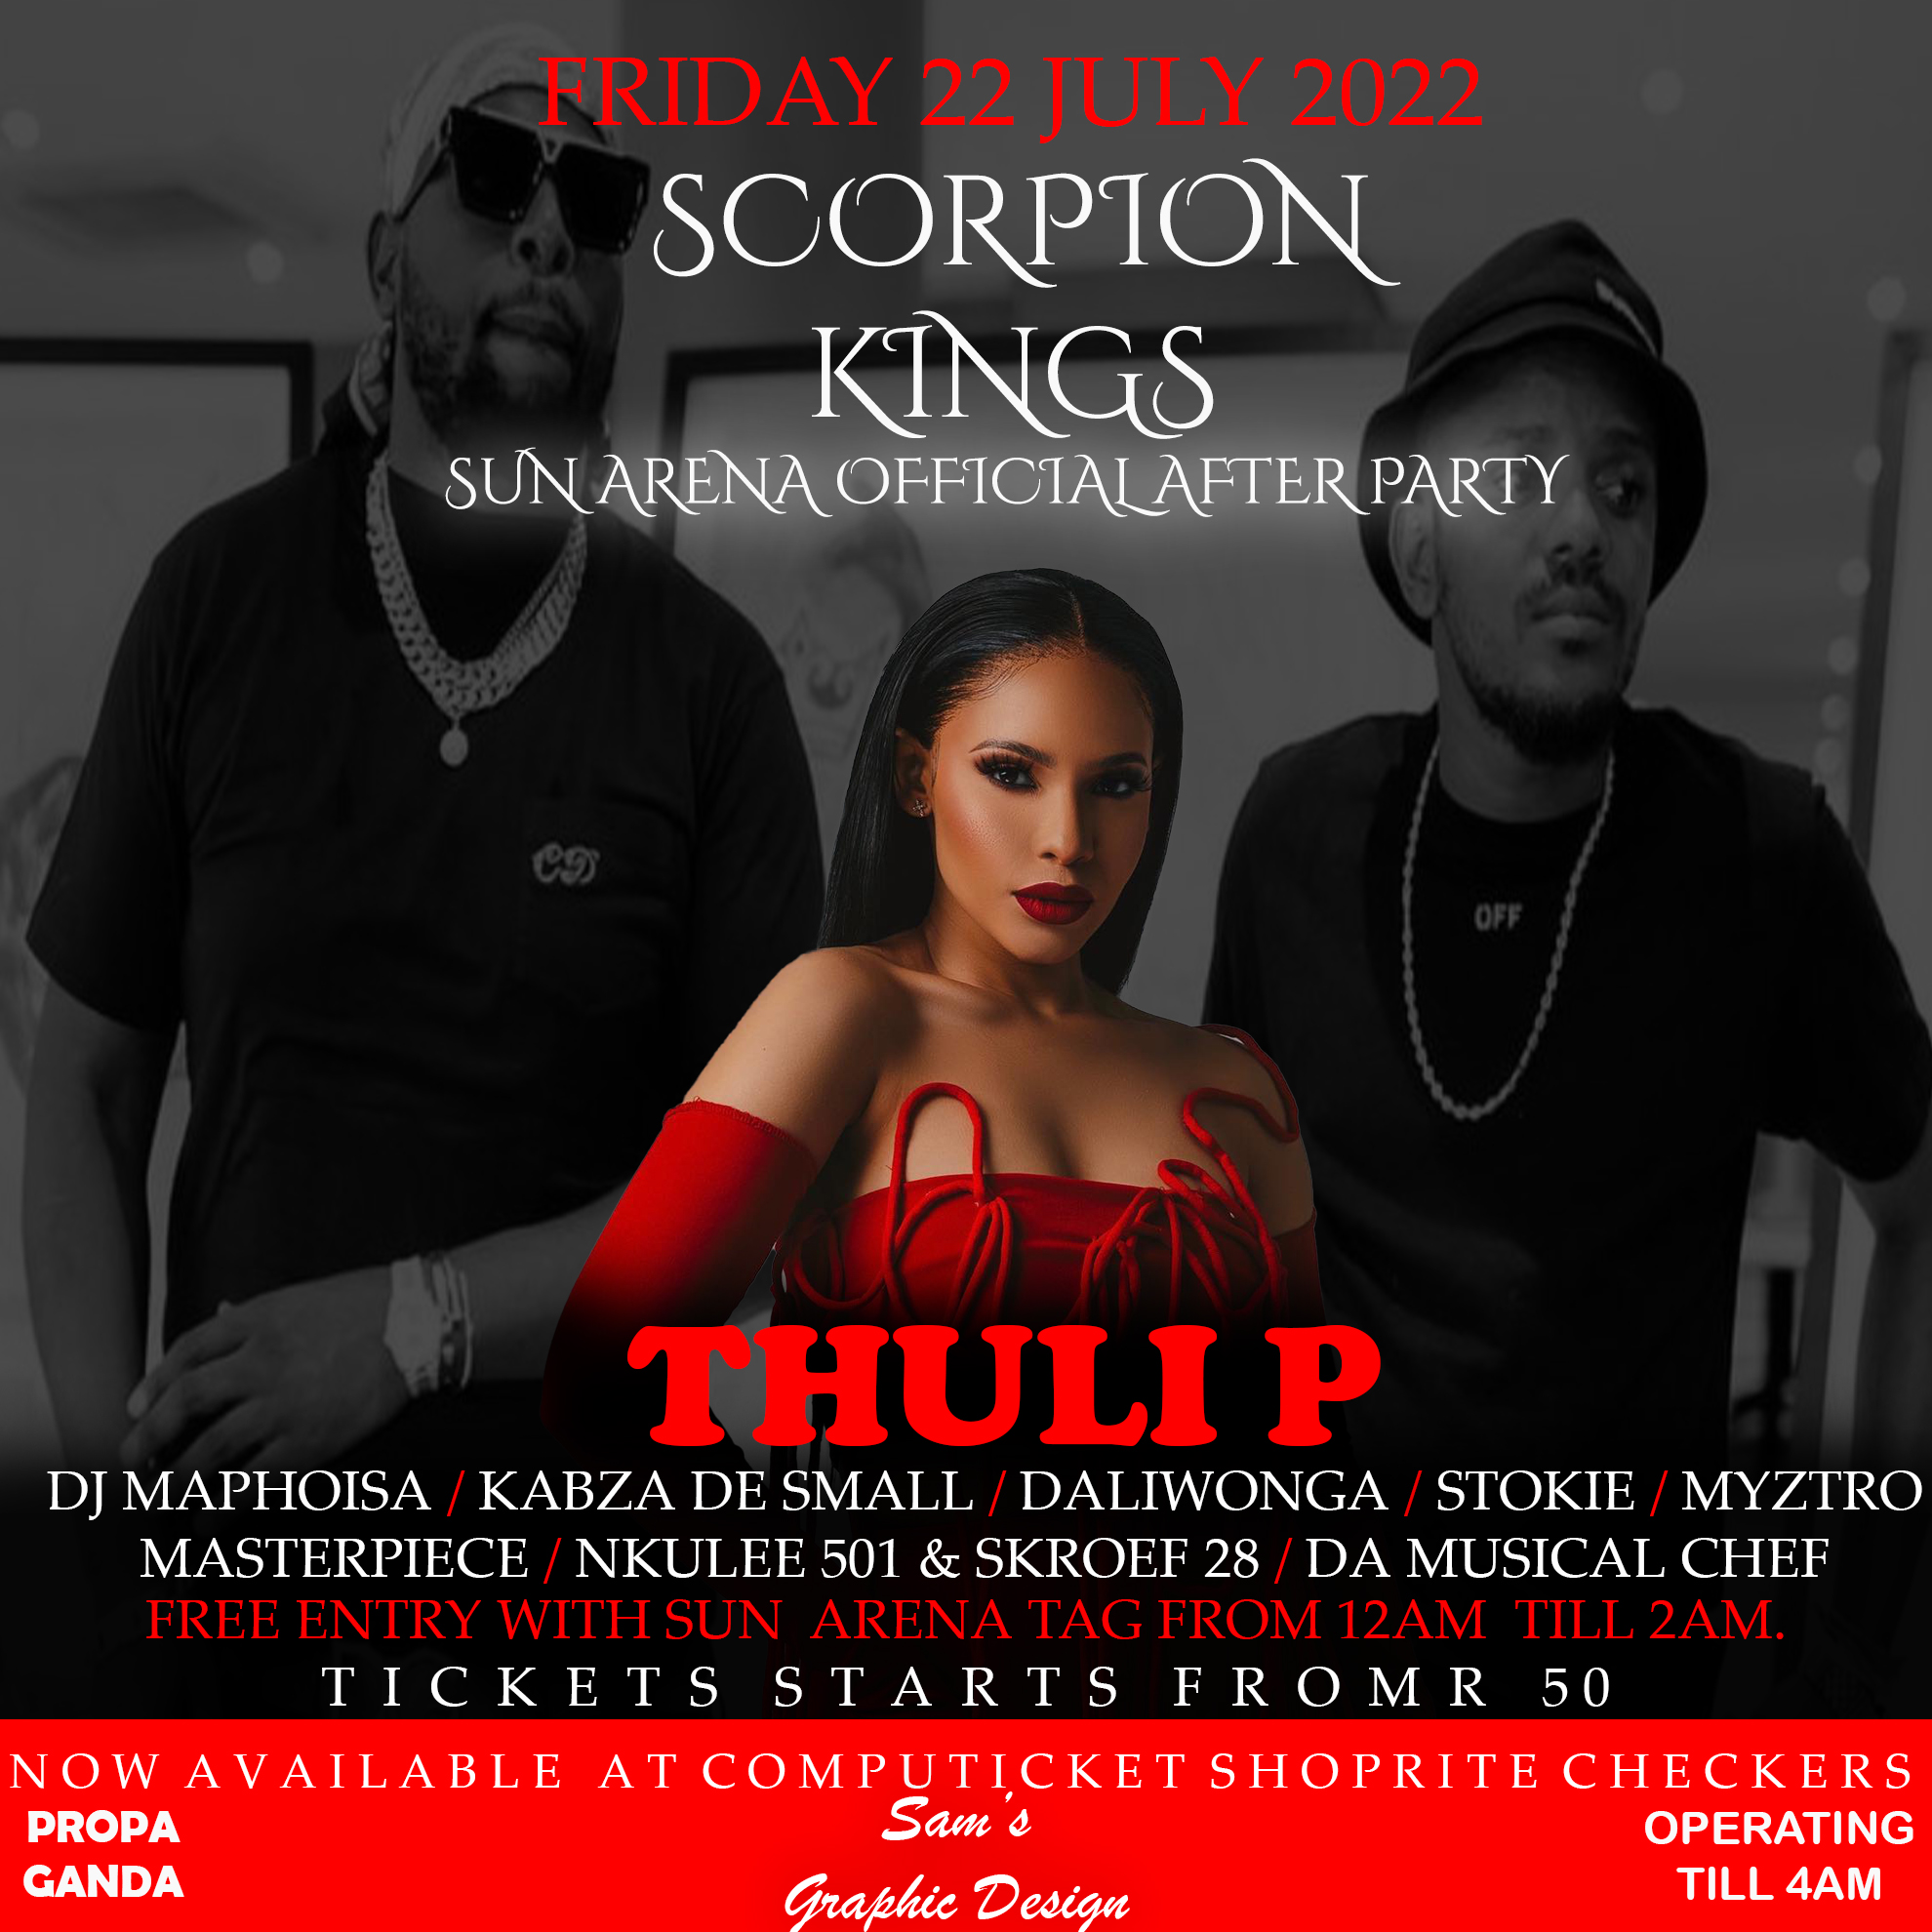 FRIDAY 22 JULY 2022
SCORPION
KINGS
SUN ARENA OFFICIAL AFTER PARTY
CD
OFF
THULI P
DJ MAPHOISA / KABZA DE SMALL / DALIWONGA / STOKIE / MYZTRO
MASTERPIECE / NKULEE 501 & SKROEF 28 / DA MUSICAL CHEF
FREE ENTRY WITH SUN ARENA TAG FROM 12AM TILL 2AM.
TICKETS STARTS FROMR 50
NOW AVAILABLE AT COMPUTICKET SHOPRITE CHECKERS
PROPA
GANDA
Sam's
Graphic Design
OPERATING
TILL 4AM